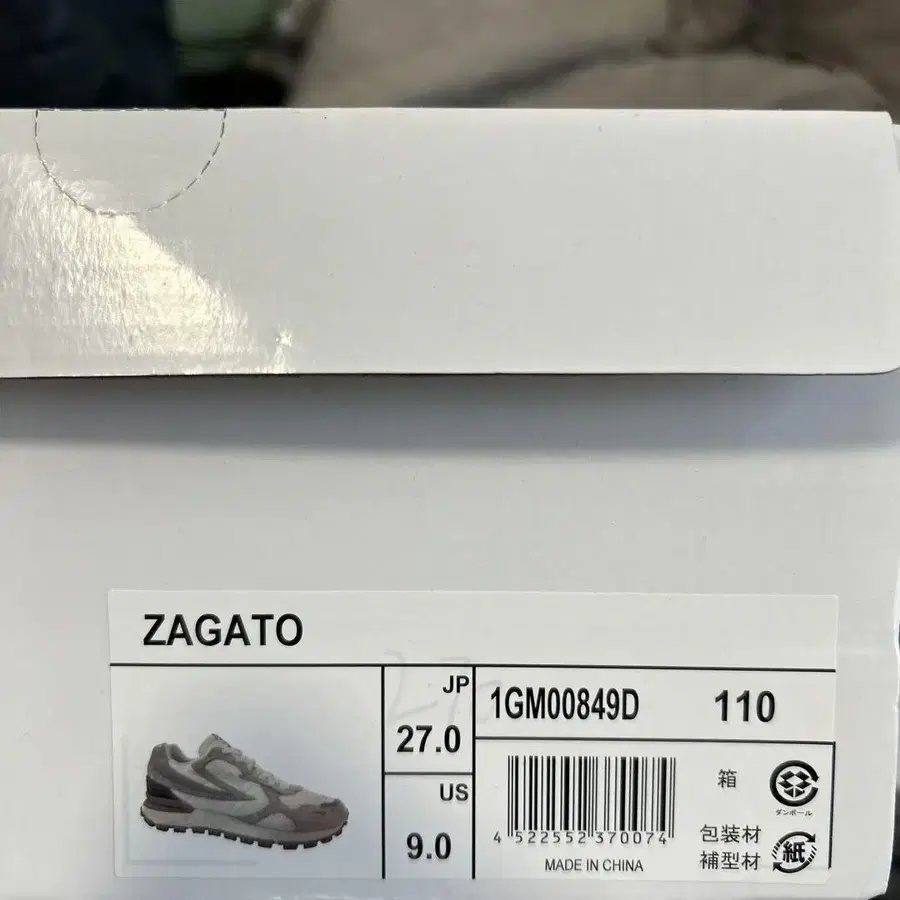 ZAGATO
JP
27.0
US
9.0
1GM00849D 110
4 522552 370074
MADE IN CHINA
箱
ダンボール
包装材
補型材
紙